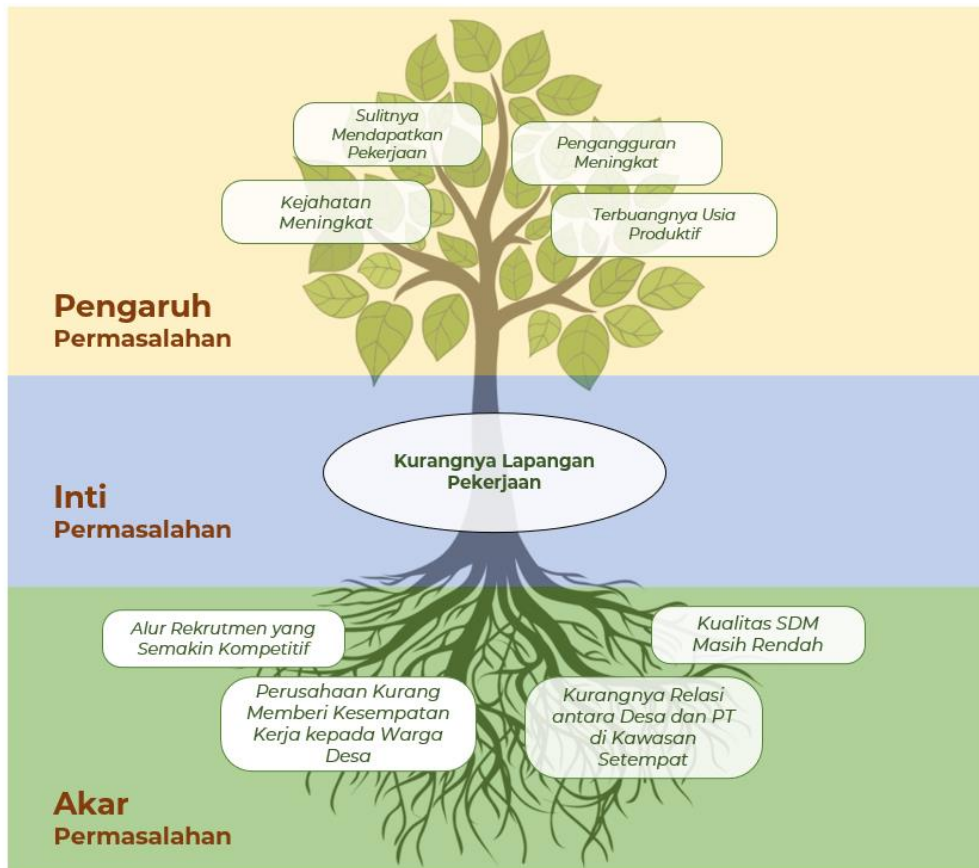 Sulitnya
Mendapatkan
Pekerjaan
Pengangguran
Meningkat
Kejahatan
Meningkat
Terbuangnya Usia
Produktif
Pengaruh
Permasalahan
Kurangnya Lapangan
Pekerjaan
Inti
Permasalahan
Alur Rekrutmen yang
Semakin Kompetitif
Kualitas SDM
Masih Rendah
Perusahaan Kurang
Memberi Kesempatan
Kerja kepada Warga
Desa
Kurangnya Relasi
antara Desa dan PT
di Kawasan
Setempat
Akar
Permasalahan